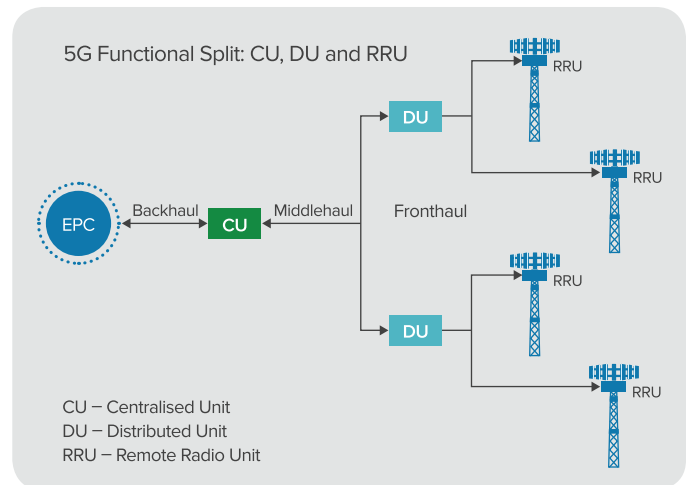 5G Functional Split: CU, DU and RRU
RRU
DU
RRU
EPC
Backhaul
CU
Middlehaul
Fronthaul
RRU
DU
RRU
CU – Centralised Unit
DU – Distributed Unit
RRU – Remote Radio Unit